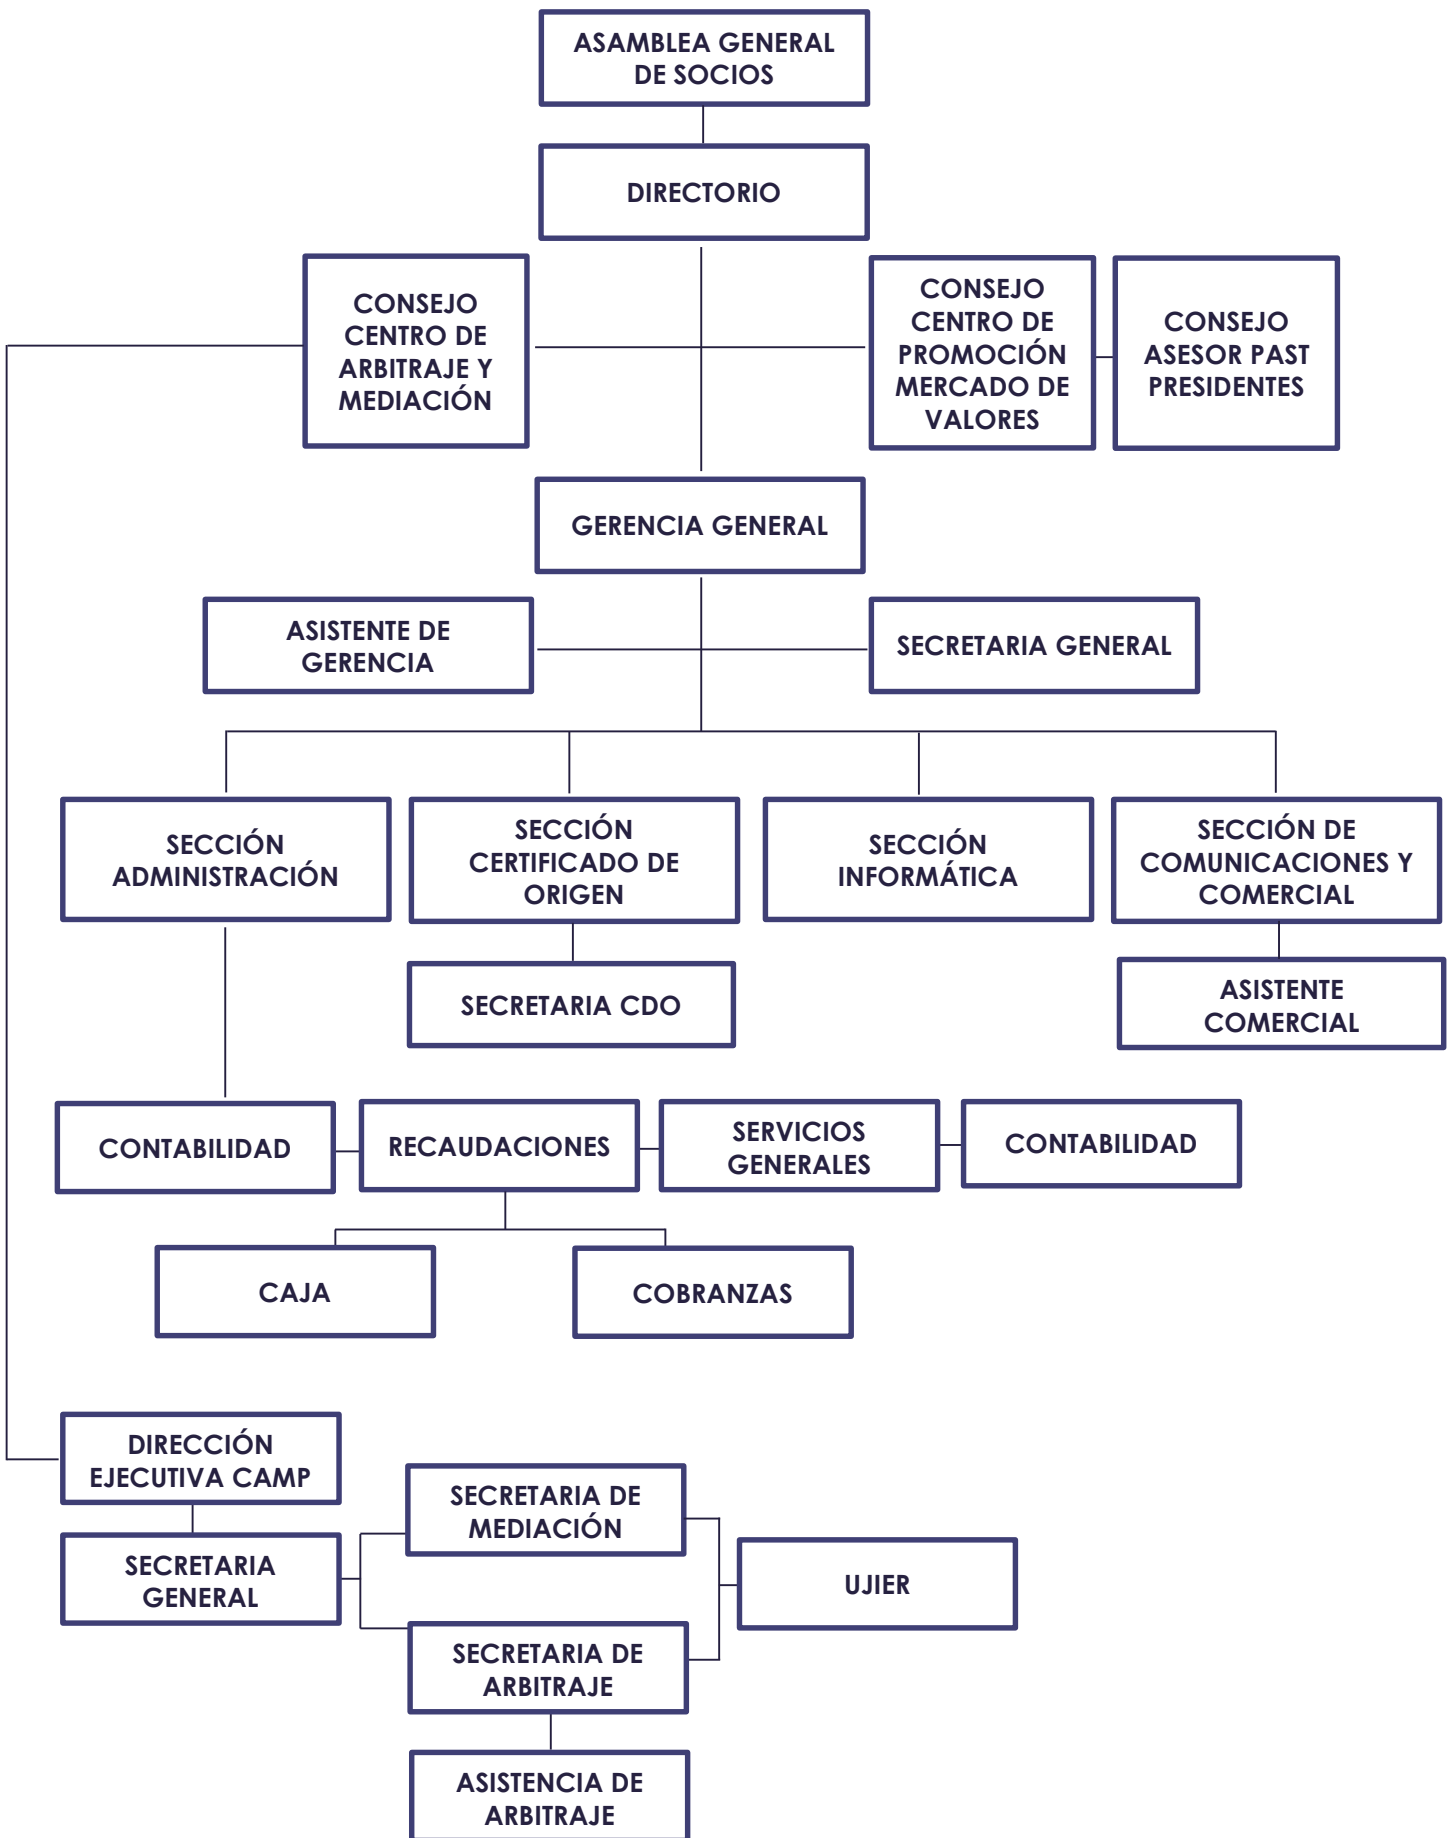 ASAMBLEA GENERAL
DE SOCIOS
DIRECTORIO
CONSEJO
CENTRO DE
ARBITRAJE Y
MEDIACIÓN
CONSEJO
CENTRO DE
PROMOCIÓN
MERCADO DE
VALORES
CONSEJO
ASESOR PAST
PRESIDENTES
GERENCIA GENERAL
ASISTENTE DE
GERENCIA
SECRETARIA GENERAL
SECCIÓN
ADMINISTRACIÓN
SECCIÓN
CERTIFICADO DE
ORIGEN
SECCIÓN
INFORMÁTICA
SECCIÓN DE
COMUNICACIONES Y
COMERCIAL
SECRETARIA CDO
ASISTENTE
COMERCIAL
CONTABILIDAD
RECAUDACIONES
SERVICIOS
GENERALES
CONTABILIDAD
CAJA
COBRANZAS
DIRECCIÓN
EJECUTIVA CAMP
SECRETARIA
GENERAL
SECRETARIA DE
MEDIACIÓN
UJIER
SECRETARIA DE
ARBITRAJE
ASISTENCIA DE
ARBITRAJE